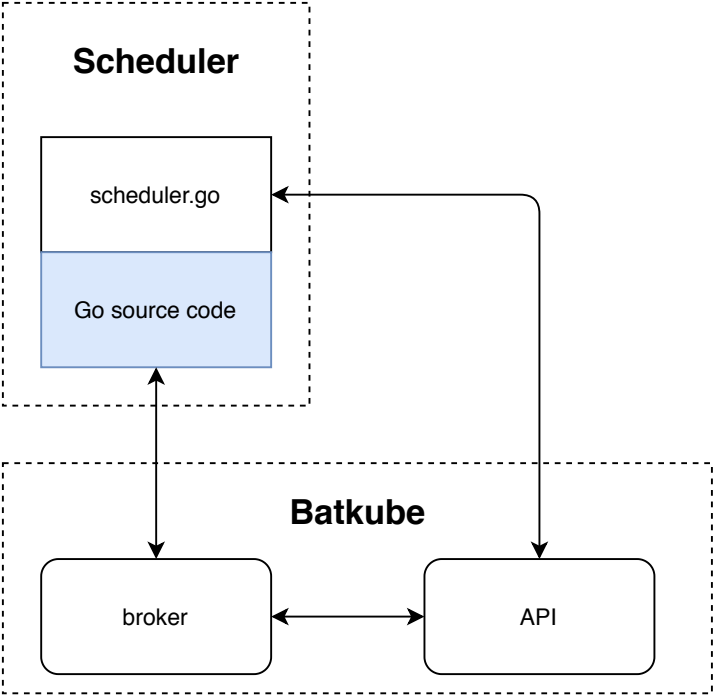 Scheduler
scheduler.go
Go source code
Batkube
broker
API